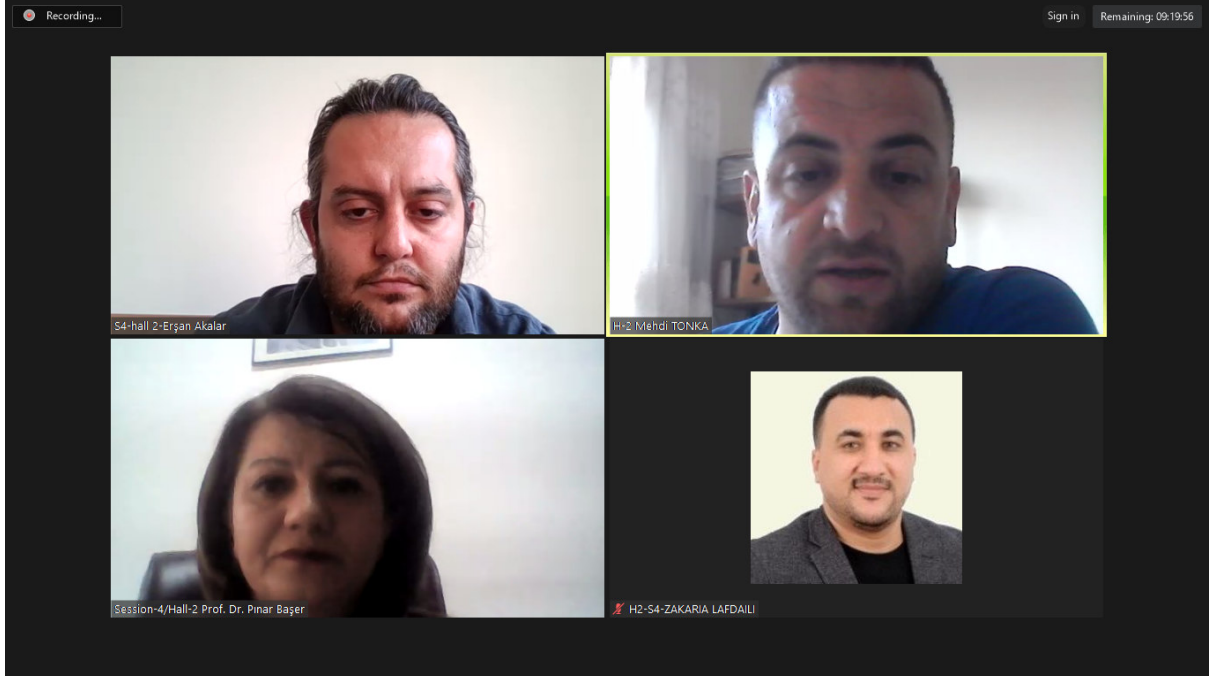 Recording...
Sign in
Remaining: 09:19:56
S4-hall 2-Erşan Akalar
H-2 Mehdi TONKA
Session-4/Hall-2 Prof. Dr. Pınar Başer
H2-S4-ZAKARIA LAFDAILI